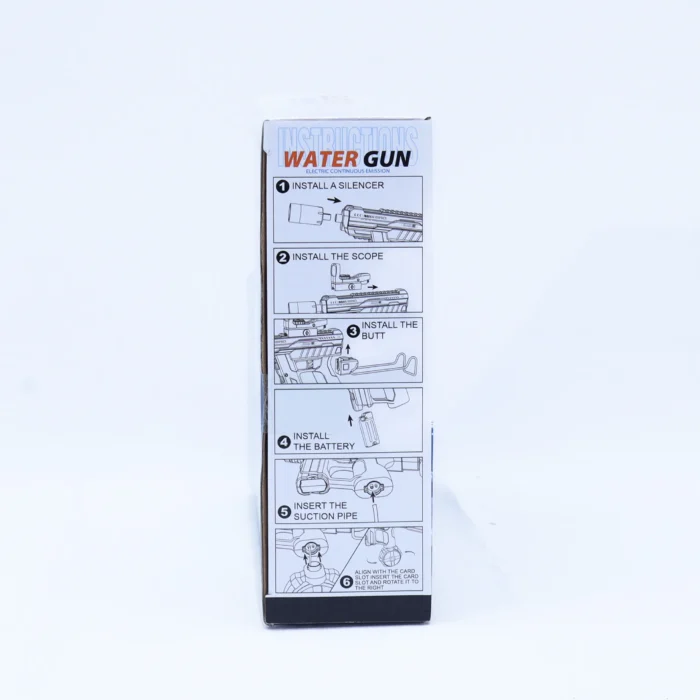 INSTRUCTIONS
WATER GUN
ELECTRIC CONTINUOUS EMISSION
1 INSTALL A SILENCER
2 INSTALL THE SCOPE
3 INSTALL THE
BUTT
4 INSTALL
THE BATTERY
5 INSERT THE
SUCTION PIPE
6 ALIGN WITH THE CARD
SLOT INSERT THE CARD
SLOT AND ROTATE IT TO
THE RIGHT